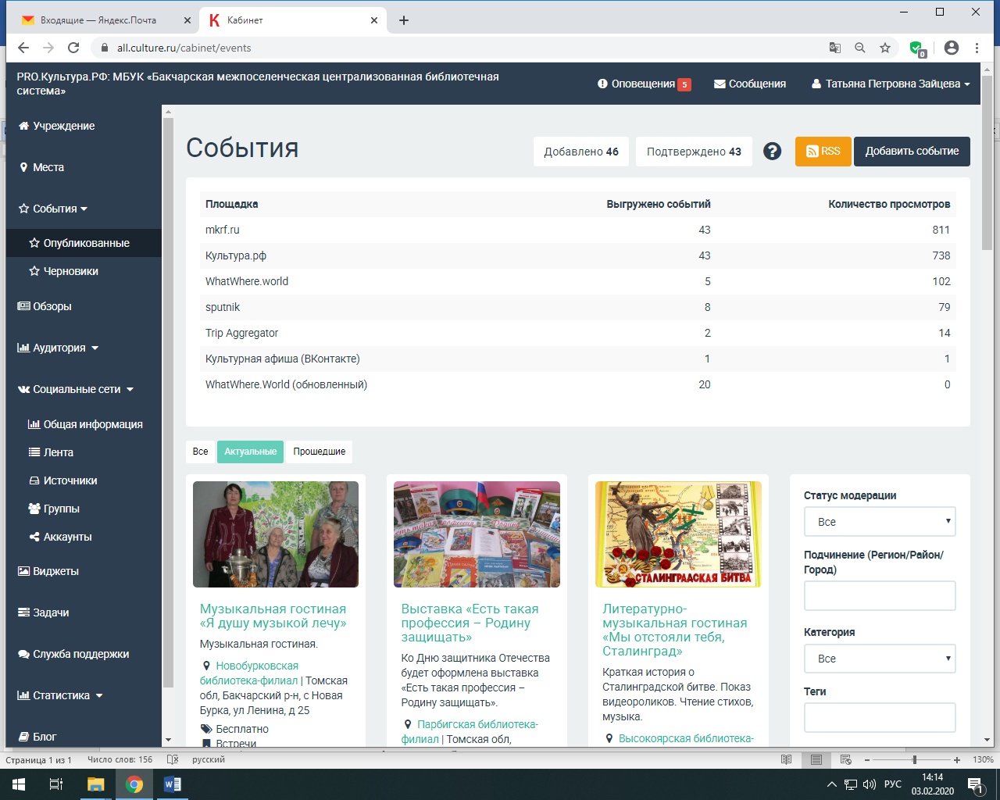 Входящие — Яндекс.Почта
Кабинет
all.culture.ru/cabinet/events
0
PRO.Культура.РФ: МБУК «Бакчарская межпоселенческая централизованная библиотечная
система»
Оповещения 5
Сообщения
Татьяна Петровна Зайцева
Учреждение
Места
События
Опубликованные
Черновики
Обзоры
Аудитория
Социальные сети
Общая информация
Лента
Источники
Группы
Аккаунты
Виджеты
Задачи
Служба поддержки
Статистика
Блог
События
Добавлено 46
Подтверждено 43
?
RSS
Добавить событие
Площадка Выгружено событий Количество просмотров
mkrf.ru 43 811
Культура.рф 43 738
WhatWhere.world 5 102
sputnik 8 79
Trip Aggregator 2 14
Культурная афиша (ВКонтакте) 1 1
WhatWhere.World (обновленный) 20 0
Все
Актуальные
Прошедшие
Музыкальная гостиная
«Я душу музыкой лечу»
Музыкальная гостиная.
Новобурковская
библиотека-филиал | Томская
обл, Бакчарский р-н, с Новая
Бурка, ул Ленина, д 25
Бесплатно
Встречи
Выставка «Есть такая
профессия – Родину
защищать»
Ко Дню защитника Отечества
будет оформлена выставка
«Есть такая профессия –
Родину защищать».
Парбигская библиотека-
филиал | Томская обл,
СТАЛИНГРАДСКАЯ БИТВА
Литературно-
музыкальная гостиная
«Мы отстояли тебя,
Сталинград»
Краткая история о
Сталинградской битве. Показ
видеороликов. Чтение стихов,
музыка.
Высокоярская библиотека-
Статус модерации
Все
Подчинение (Регион/Район/
Город)
Категория
Все
Теги
Страница 1 из 1
Число слов: 156
русский
130%
РУС
14:14
03.02.2020
1